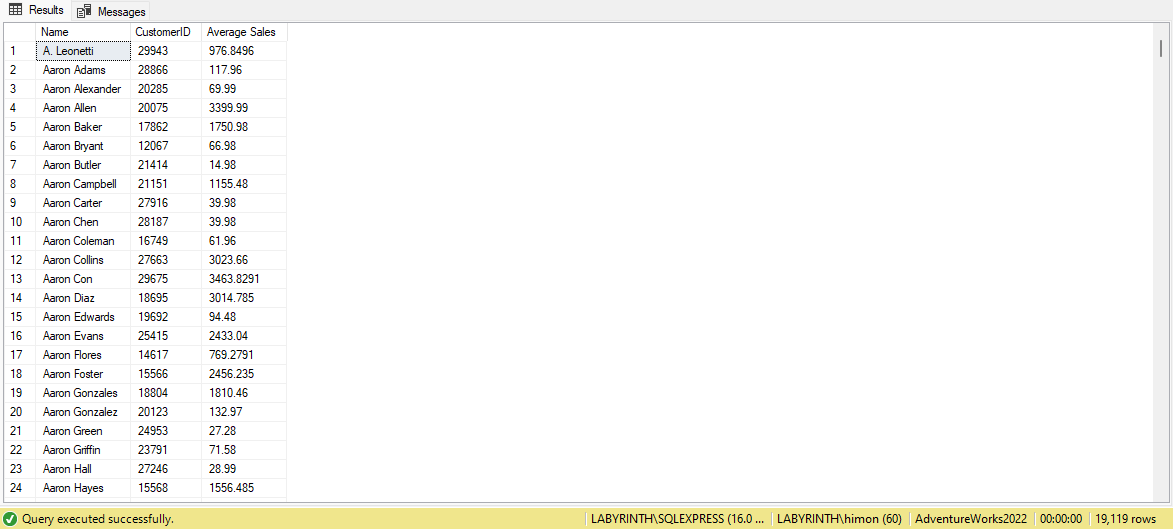 Results Messages
Name CustomerID Average Sales
1 A. Leonetti 29943 976.8496
2 Aaron Adams 28866 117.96
3 Aaron Alexander 20285 69.99
4 Aaron Allen 20075 3399.99
5 Aaron Baker 17862 1750.98
6 Aaron Bryant 12067 66.98
7 Aaron Butler 21414 14.98
8 Aaron Campbell 21151 1155.48
9 Aaron Carter 27916 39.98
10 Aaron Chen 28187 39.98
11 Aaron Coleman 16749 61.96
12 Aaron Collins 27663 3023.66
13 Aaron Con 29675 3463.8291
14 Aaron Diaz 18695 3014.785
15 Aaron Edwards 19692 94.48
16 Aaron Evans 25415 2433.04
17 Aaron Flores 14617 769.2791
18 Aaron Foster 15566 2456.235
19 Aaron Gonzales 18804 1810.46
20 Aaron Gonzalez 20123 132.97
21 Aaron Green 24953 27.28
22 Aaron Griffin 23791 71.58
23 Aaron Hall 27246 28.99
24 Aaron Hayes 15568 1556.485
Query executed successfully. LABYRINTH\SQLEXPRESS (16.0 ... LABYRINTH\himon (60) AdventureWorks2022 00:00:00 19,119 rows